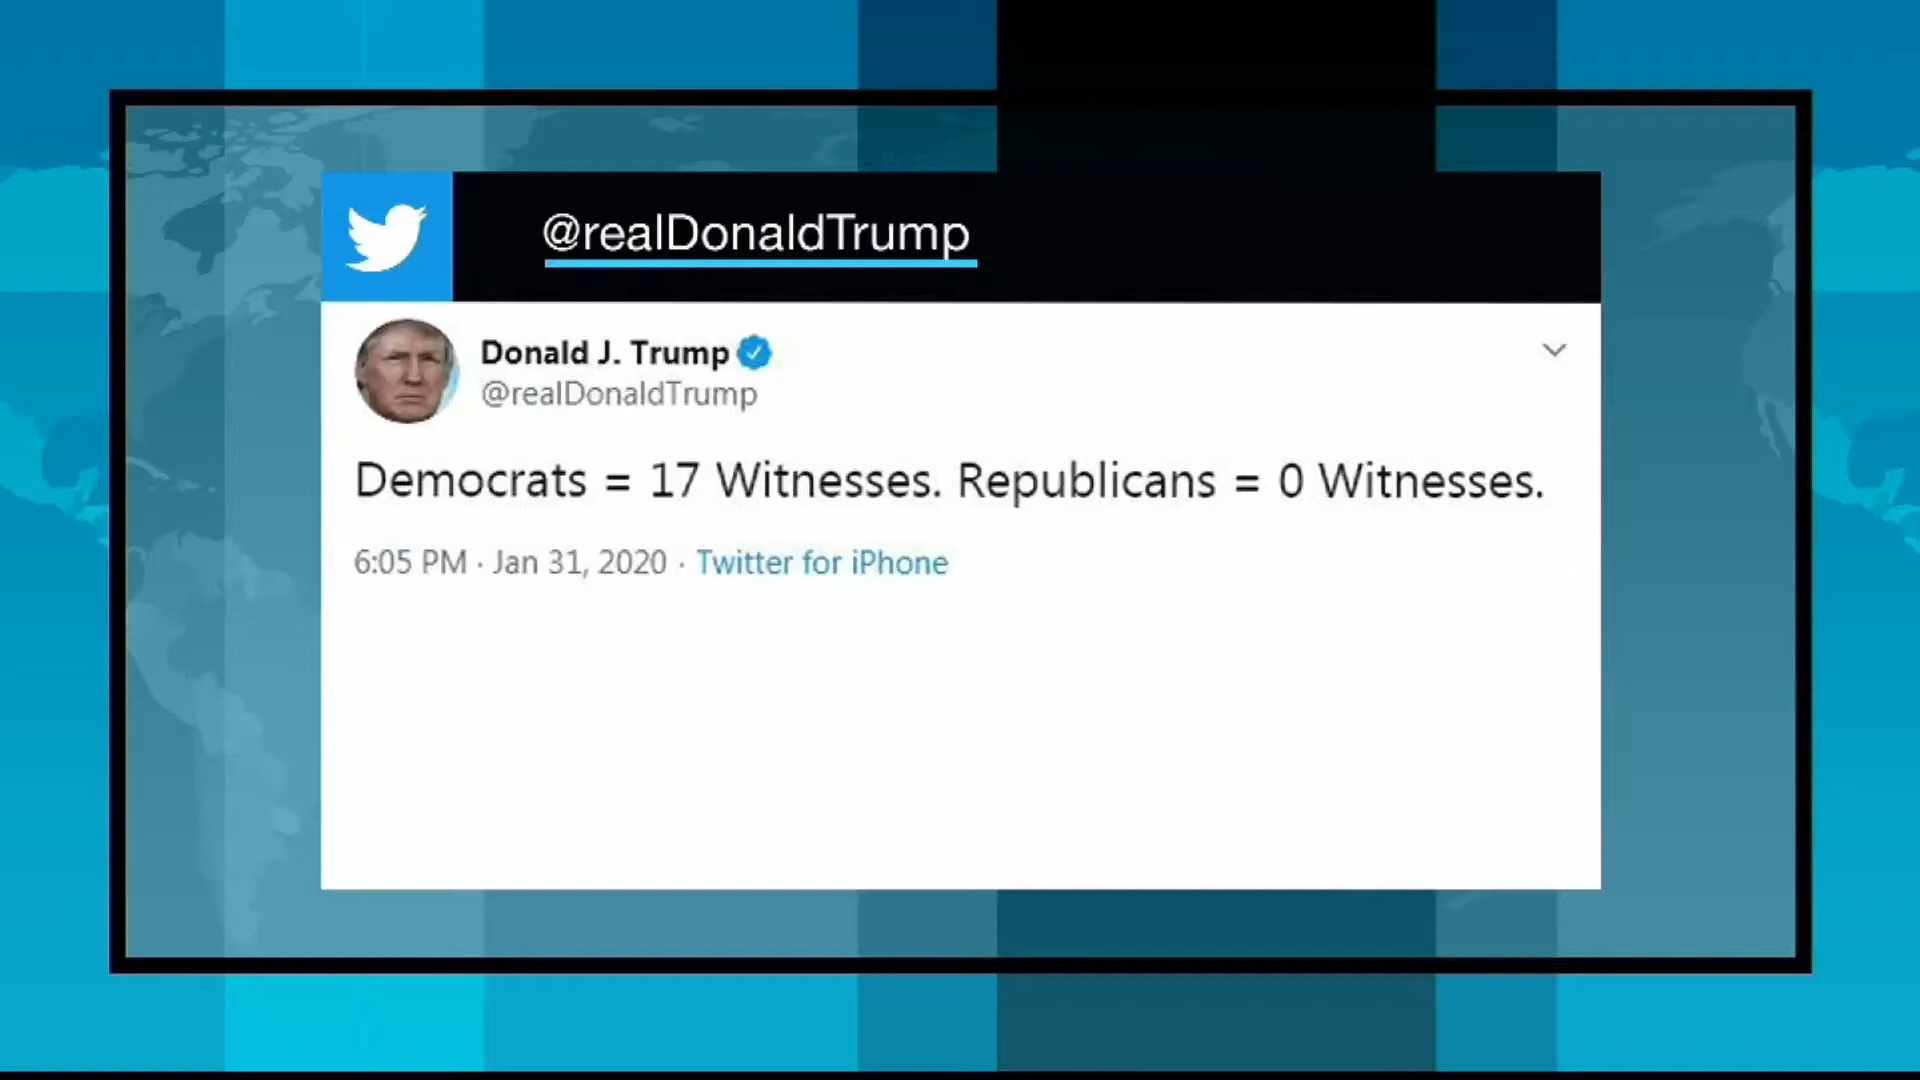 @realDonaldTrump
Donald J. Trump
@realDonaldTrump
Democrats = 17 Witnesses. Republicans = 0 Witnesses.
6:05 PM · Jan 31, 2020 · Twitter for iPhone